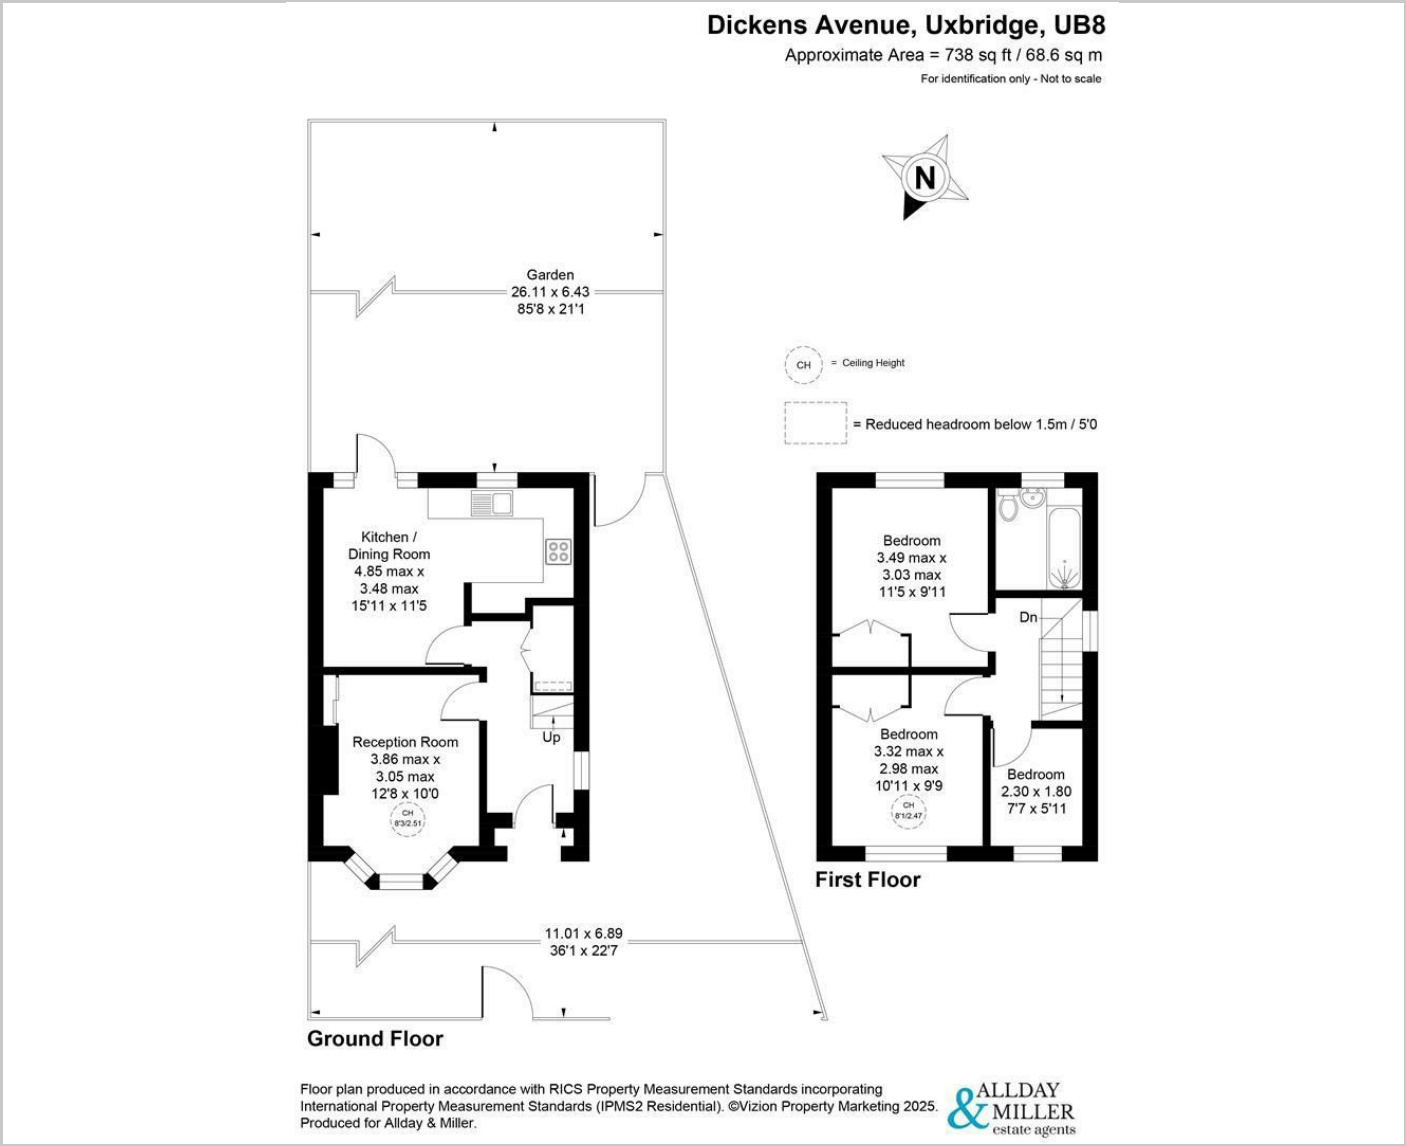 Dickens Avenue, Uxbridge, UB8
Approximate Area = 738 sq ft / 68.6 sq m
For identification only - Not to scale
N
Garden
26.11 x 6.43
85'8 x 21'1
CH = Ceiling Height
= Reduced headroom below 1.5m / 5'0
Kitchen /
Dining Room
4.85 max x
3.48 max
15'11 x 11'5
Up
Reception Room
3.86 max x
3.05 max
12'8 x 10'0
CH
8'3/2.51
11.01 x 6.89
36'1 x 22'7
Ground Floor
Bedroom
3.49 max x
3.03 max
11'5 x 9'11
Dn
Bedroom
3.32 max x
2.98 max
10'11 x 9'9
CH
8'1/2.47
Bedroom
2.30 x 1.80
7'7 x 5'11
First Floor
Floor plan produced in accordance with RICS Property Measurement Standards incorporating
International Property Measurement Standards (IPMS2 Residential). ©Vizion Property Marketing 2025.
Produced for Allday & Miller.
ALLDAY
& MILLER
estate agents